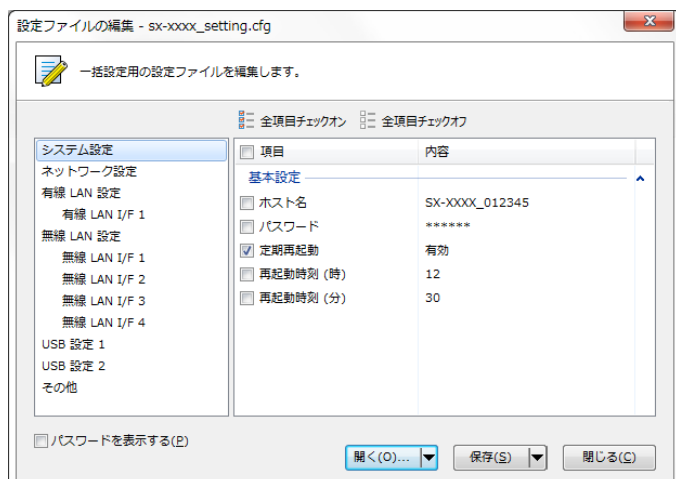 設定ファイルの編集 - sx-xxxx_setting.cfg
一括設定用の設定ファイルを編集します。
全項目チェックオン 全項目チェックオフ
システム設定
ネットワーク設定
有線 LAN 設定
有線 LAN I/F 1
無線 LAN 設定
無線 LAN I/F 1
無線 LAN I/F 2
無線 LAN I/F 3
無線 LAN I/F 4
USB 設定 1
USB 設定 2
その他
項目 内容
基本設定
ホスト名 SX-XXXX_012345
パスワード ******
定期再起動 有効
再起動時刻 (時) 12
再起動時刻 (分) 30
パスワードを表示する(P)
開く(O)... 保存(S) 閉じる(C)